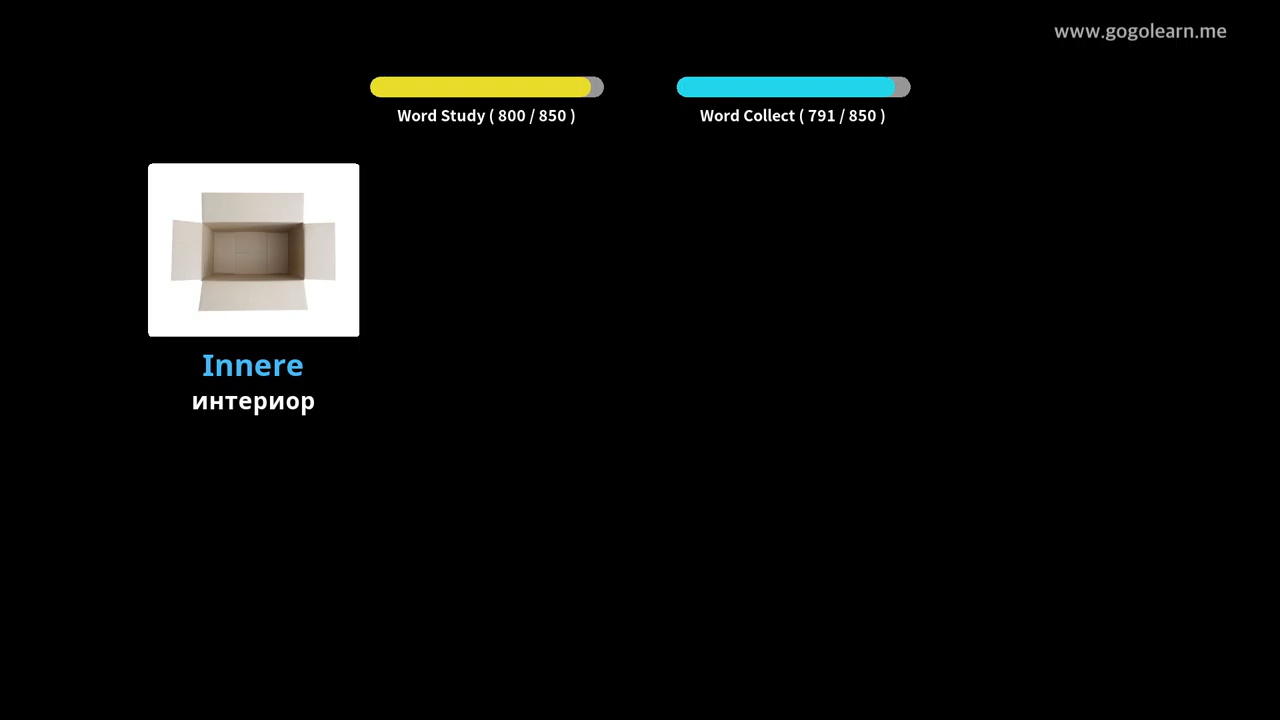 www.gogolearn.me
Word Study ( 800 / 850 )
Word Collect ( 791 / 850 )
Innere
интериор